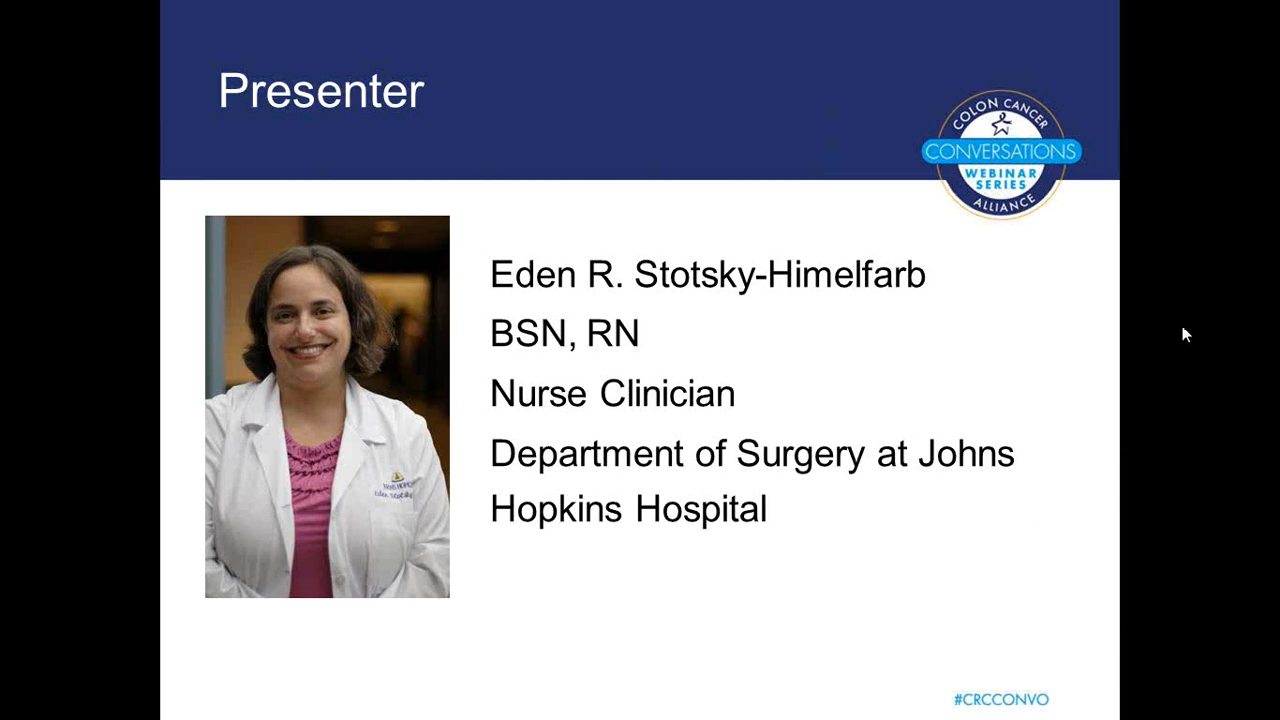 Presenter
COLON CANCER
CONVERSATIONS
WEBINAR
SERIES
ALLIANCE
Eden R. Stotsky-Himelfarb
BSN, RN
Nurse Clinician
Department of Surgery at Johns
Hopkins Hospital
#CRCCONVO